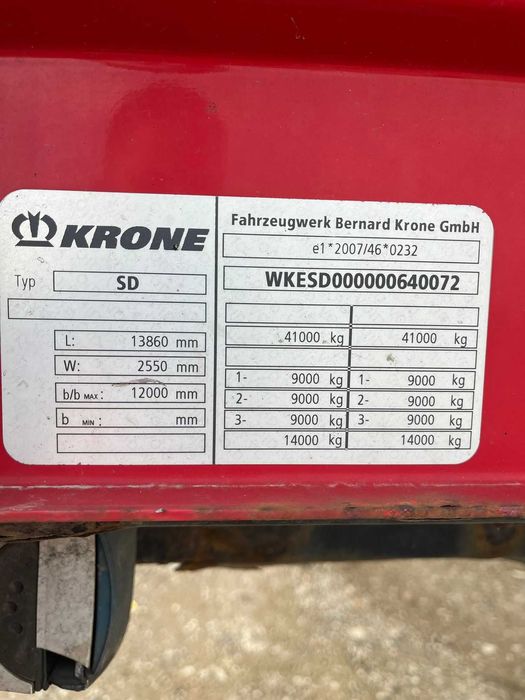 KRONE
Typ SD
L: 13860 mm
W: 2550 mm
b/b MAX: 12000 mm
b MIN: mm
Fahrzeugwerk Bernard Krone GmbH
e1*2007/46*0232
WKESD000000640072
41000 kg 41000 kg
1- 9000 kg 1- 9000 kg
2- 9000 kg 2- 9000 kg
3- 9000 kg 3- 9000 kg
14000 kg 14000 kg